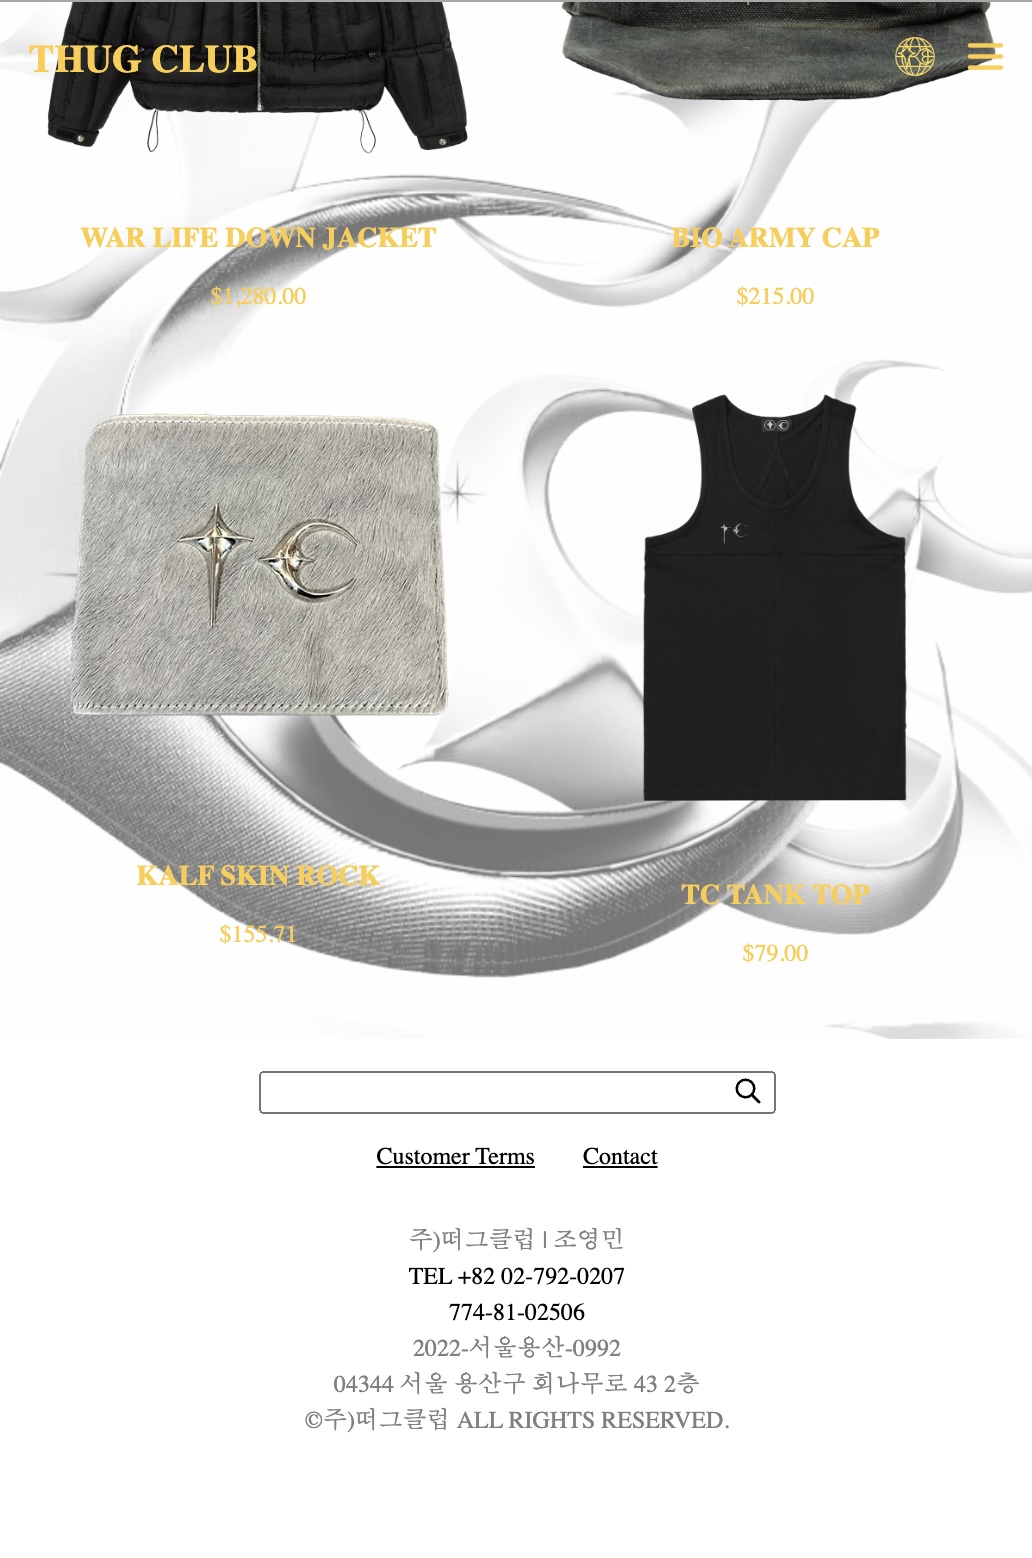 THUG CLUB
WAR LIFE DOWN JACKET
BIO ARMY CAP
$1,280.00
$215.00
KALF SKIN ROCK
TC TANK TOP
$155.71
$79.00
Customer Terms
Contact
주)떠그클럽 | 조영민
TEL +82 02-792-0207
774-81-02506
2022-서울용산-0992
04344 서울 용산구 회나무로 43 2층
©주)떠그클럽 ALL RIGHTS RESERVED.